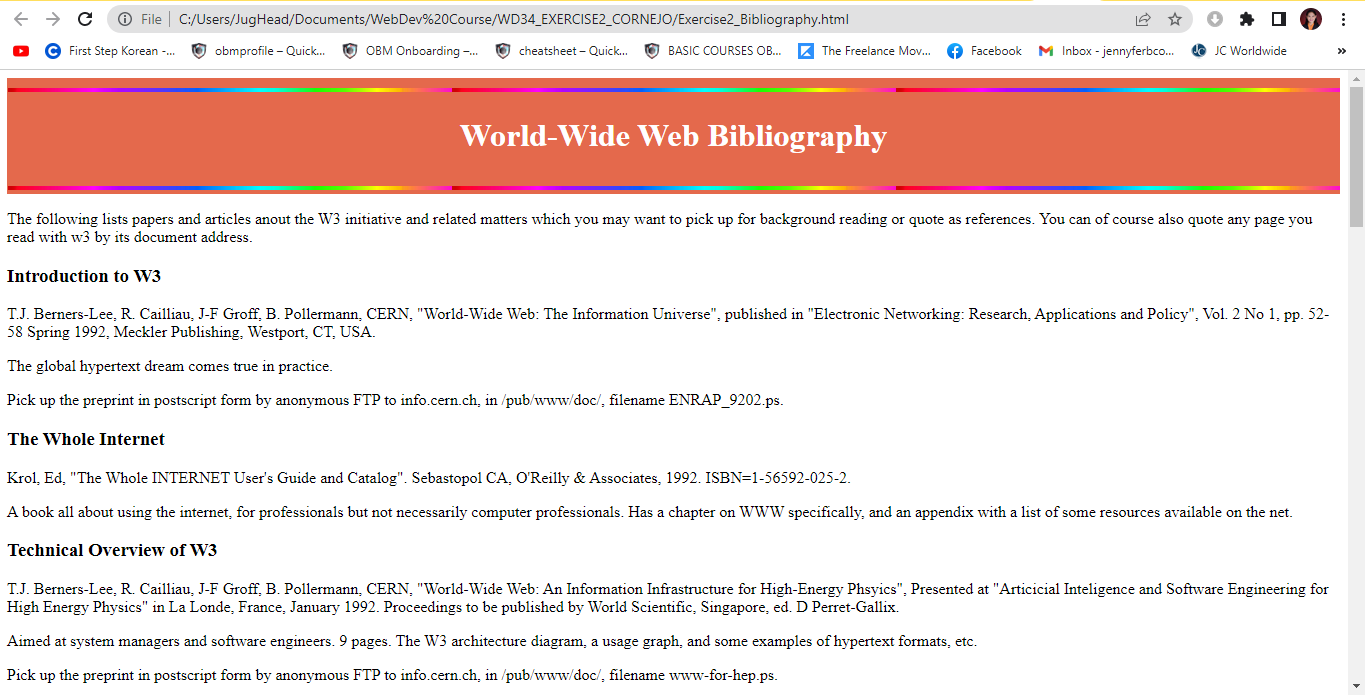 File | C:/Users/JugHead/Documents/WebDev%20Course/WD34_EXERCISE2_CORNEJO/Exercise2_Bibliography.html
First Step Korean -... obmprofile – Quick... OBM Onboarding –... cheatsheet – Quick... BASIC COURSES OB... The Freelance Mov... Facebook Inbox - jennyferbco... JC Worldwide »
World-Wide Web Bibliography
The following lists papers and articles anout the W3 initiative and related matters which you may want to pick up for background reading or quote as references. You can of course also quote any page you
read with w3 by its document address.
Introduction to W3
T.J. Berners-Lee, R. Cailliau, J-F Groff, B. Pollermann, CERN, "World-Wide Web: The Information Universe", published in "Electronic Networking: Research, Applications and Policy", Vol. 2 No 1, pp. 52-
58 Spring 1992, Meckler Publishing, Westport, CT, USA.
The global hypertext dream comes true in practice.
Pick up the preprint in postscript form by anonymous FTP to info.cern.ch, in /pub/www/doc/, filename ENRAP_9202.ps.
The Whole Internet
Krol, Ed, "The Whole INTERNET User's Guide and Catalog". Sebastopol CA, O'Reilly & Associates, 1992. ISBN=1-56592-025-2.
A book all about using the internet, for professionals but not necessarily computer professionals. Has a chapter on WWW specifically, and an appendix with a list of some resources available on the net.
Technical Overview of W3
T.J. Berners-Lee, R. Cailliau, J-F Groff, B. Pollermann, CERN, "World-Wide Web: An Information Infrastructure for High-Energy Phsyics", Presented at "Articicial Inteligence and Software Engineering for
High Energy Physics" in La Londe, France, January 1992. Proceedings to be published by World Scientific, Singapore, ed. D Perret-Gallix.
Aimed at system managers and software engineers. 9 pages. The W3 architecture diagram, a usage graph, and some examples of hypertext formats, etc.
Pick up the preprint in postscript form by anonymous FTP to info.cern.ch, in /pub/www/doc/, filename www-for-hep.ps.